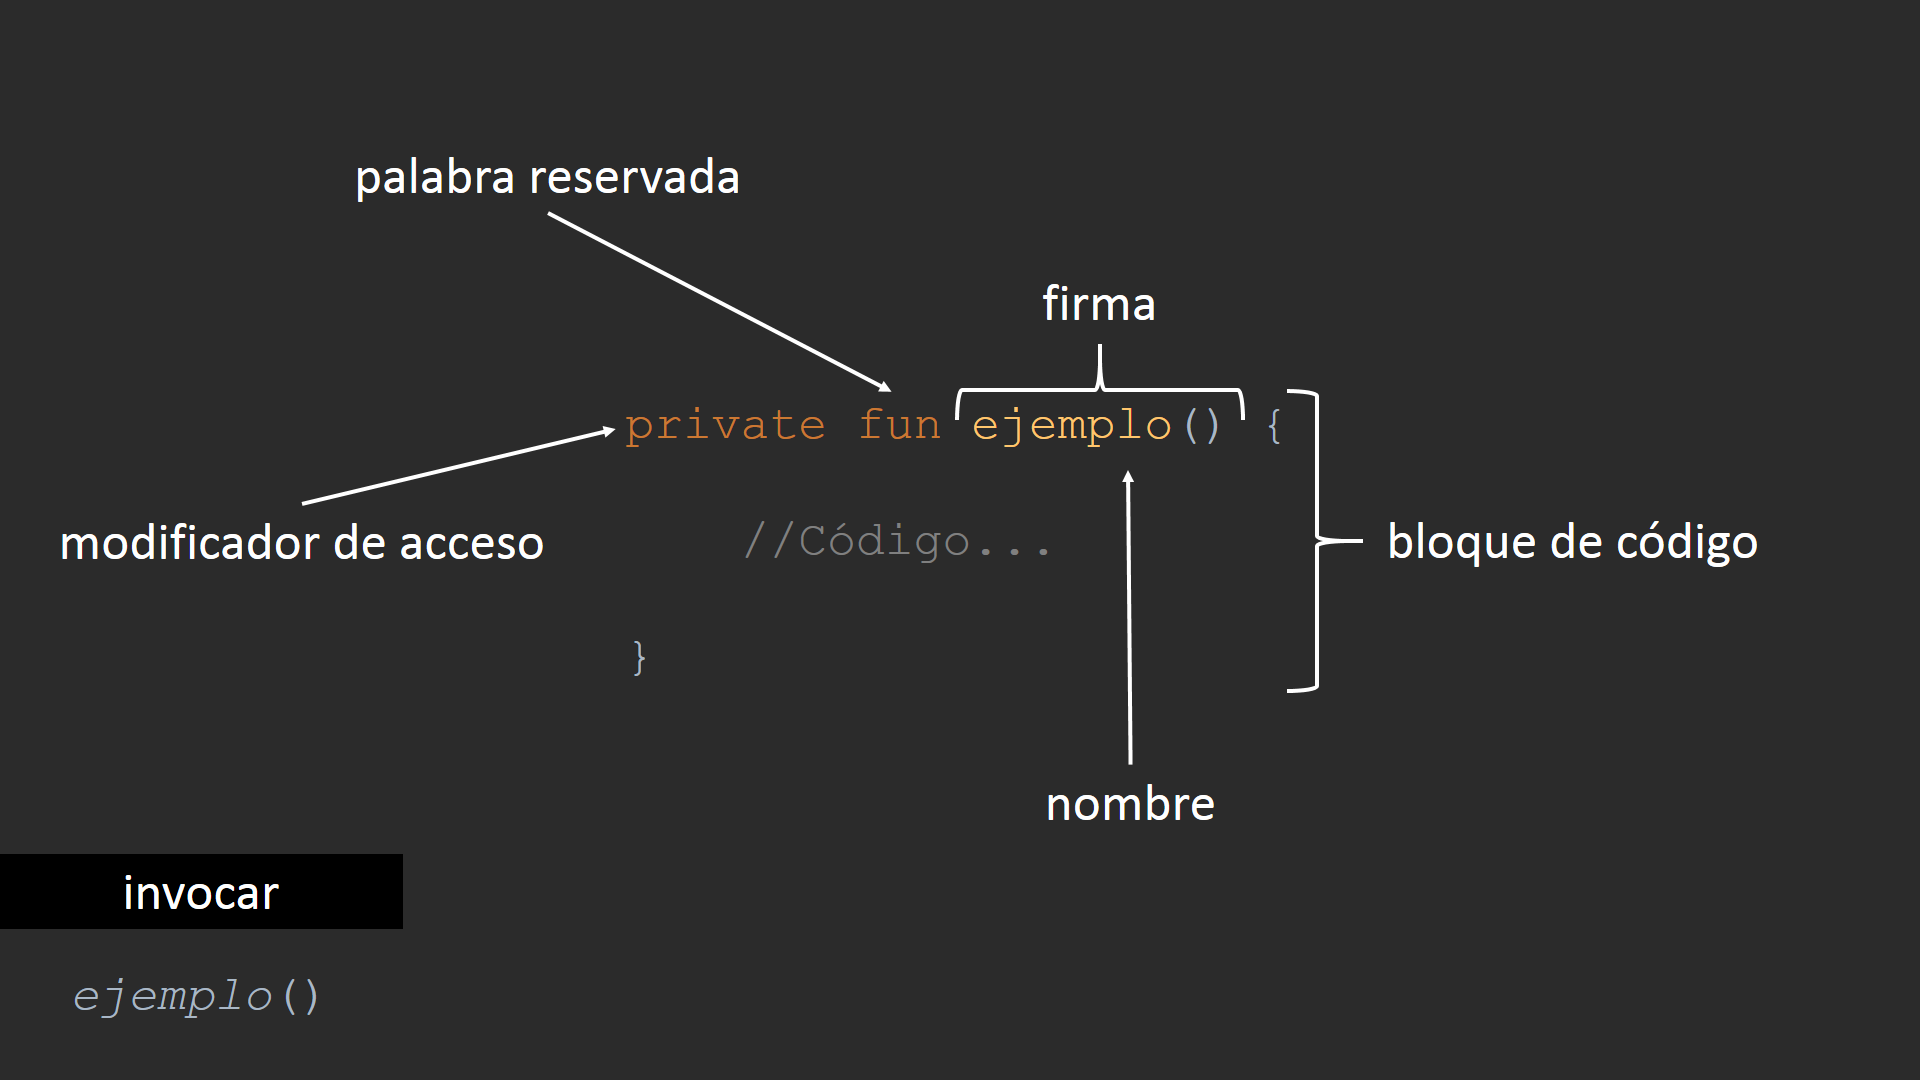 palabra reservada
firma
private fun ejemplo() {
modificador de acceso
//Código...
bloque de código
}
nombre
invocar
ejemplo()